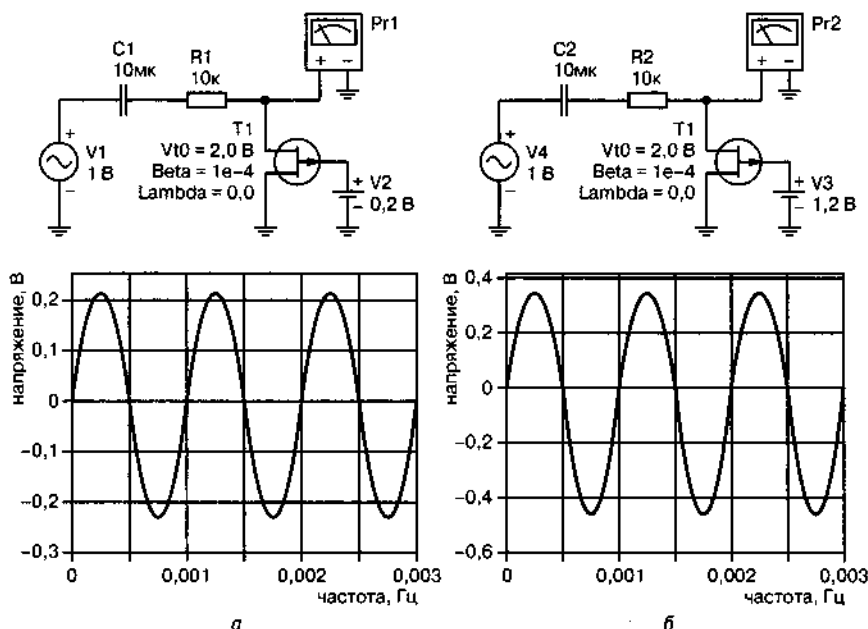 Pr1
C1
10мк
R1
10к
+ −
+
V1
1 В
−
T1
Vt0 = 2,0 В
Beta = 1e−4
Lambda = 0,0
+
V2
−
0,2 В
Pr2
C2
10мк
R2
10к
+ −
+
V4
1 В
−
T1
Vt0 = 2,0 В
Beta = 1e−4
Lambda = 0,0
+
V3
−
1,2 В
напряжение, В
0,2
0,1
0
−0,1
−0,2
−0,3
0 0,001 0,002 0,003
частота, Гц
а
напряжение, В
0,4
0,2
0
−0,2
−0,4
−0,6
0 0,001 0,002 0,003
частота, Гц
б